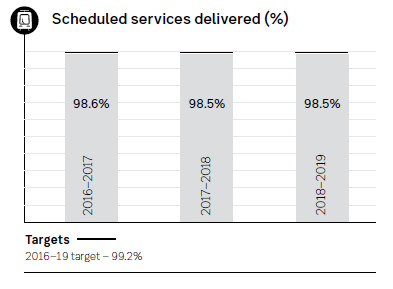 Scheduled services delivered (%)
98.6%
98.5%
98.5%
2016–2017
2017–2018
2018–2019
Targets
2016–19 target – 99.2%